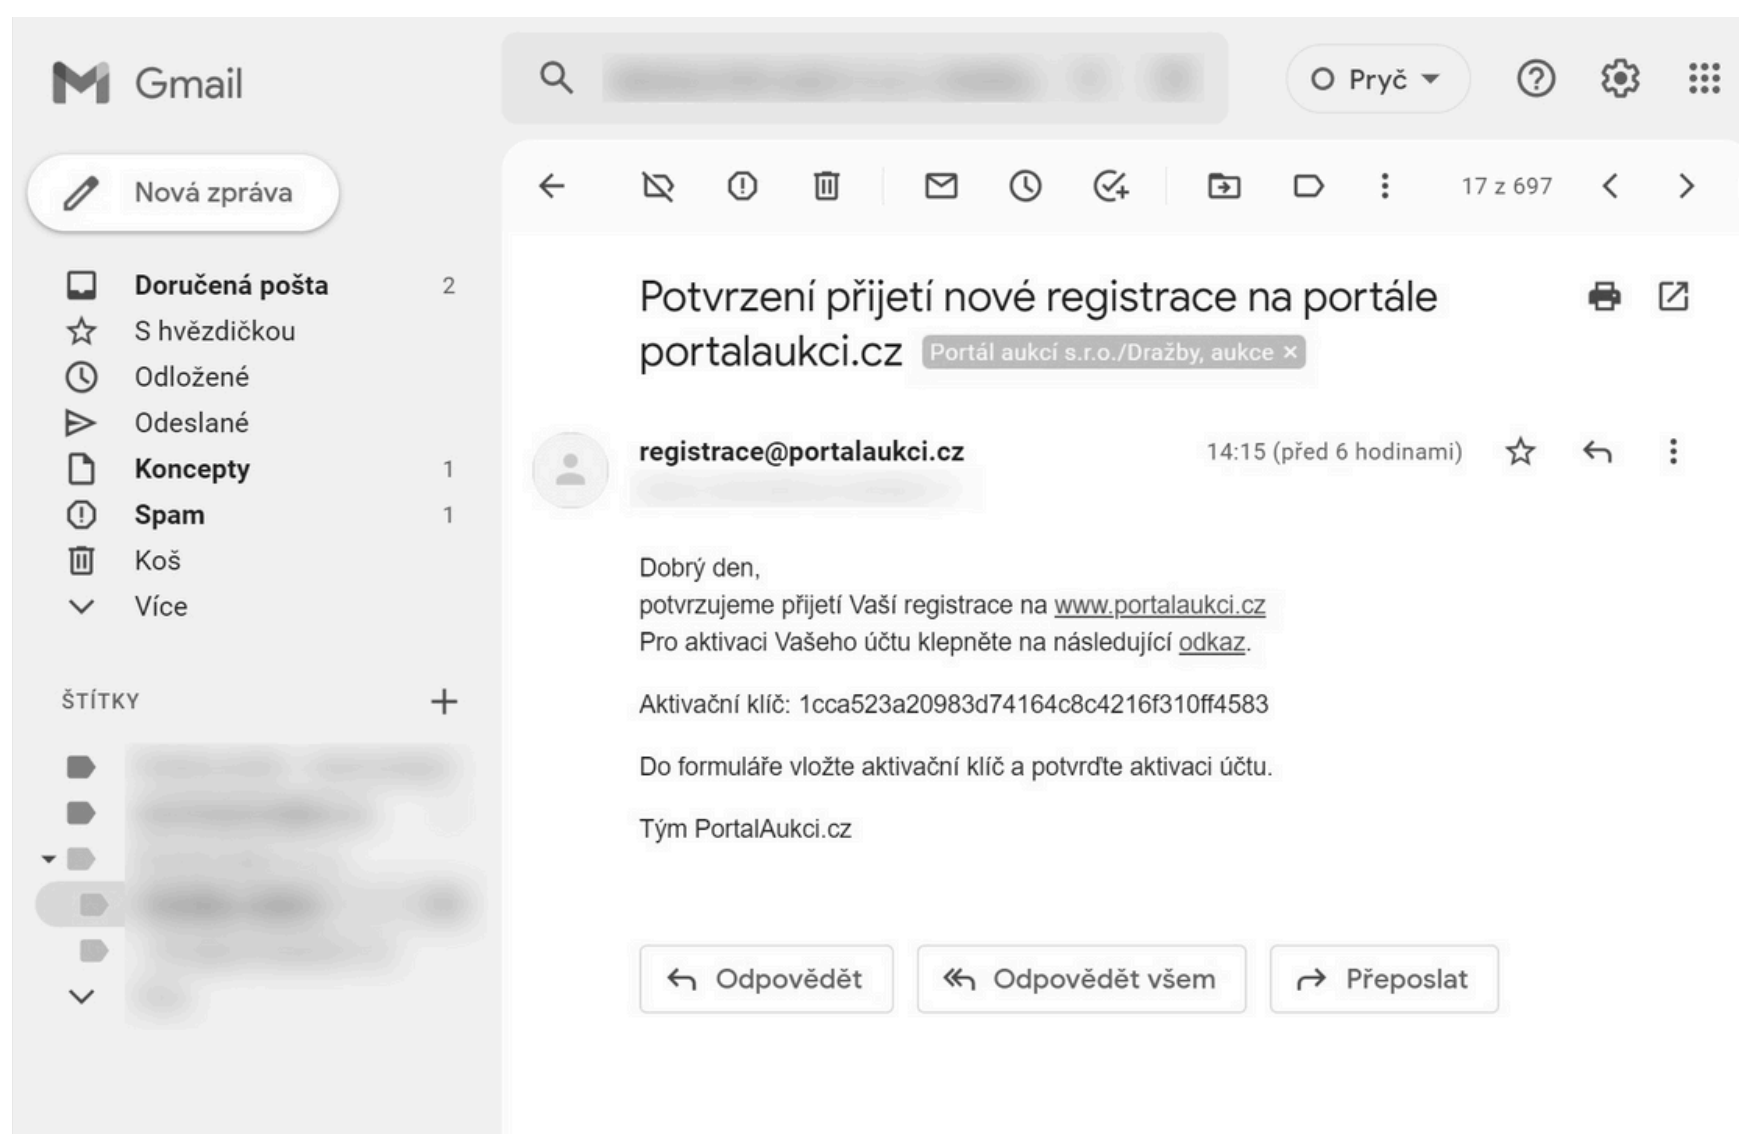 Gmail
Pryč
Nová zpráva
17 z 697
Doručená pošta 2
S hvězdičkou
Odložené
Odeslané
Koncepty 1
Spam 1
Koš
Více
ŠTÍTKY
Potvrzení přijetí nové registrace na portále
portalaukci.cz Portál aukcí s.r.o./Dražby, aukce ×
registrace@portalaukci.cz 14:15 (před 6 hodinami)
Dobrý den,
potvrzujeme přijetí Vaší registrace na www.portalaukci.cz
Pro aktivaci Vašeho účtu klepněte na následující odkaz.
Aktivační klíč: 1cca523a20983d74164c8c4216f310ff4583
Do formuláře vložte aktivační klíč a potvrďte aktivaci účtu.
Tým PortalAukci.cz
Odpovědět Odpovědět všem Přeposlat